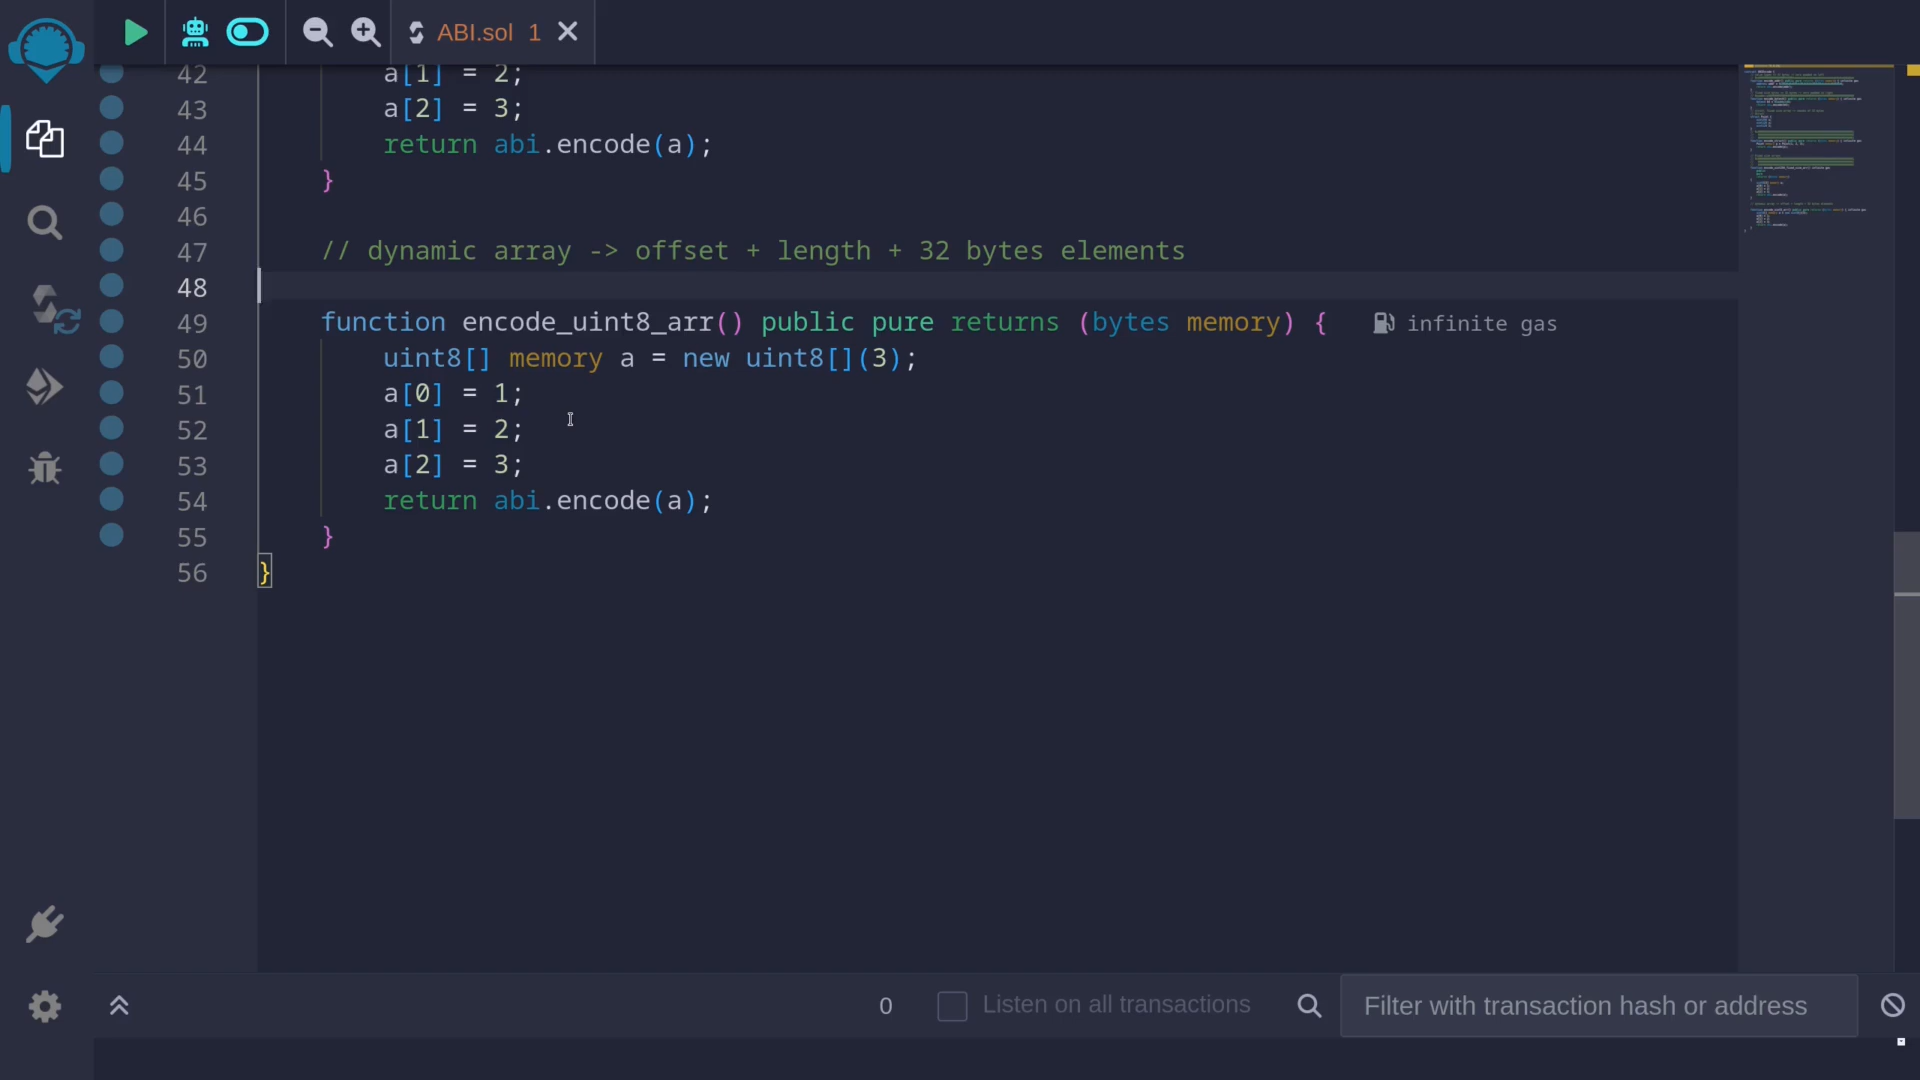 ABI.sol 1
42 a[1] = 2;
43 a[2] = 3;
44 return abi.encode(a);
45 }
46
47 // dynamic array -> offset + length + 32 bytes elements
48
49 function encode_uint8_arr() public pure returns (bytes memory) { infinite gas
50 uint8[] memory a = new uint8[](3);
51 a[0] = 1;
52 a[1] = 2;
53 a[2] = 3;
54 return abi.encode(a);
55 }
56 }
0 Listen on all transactions Filter with transaction hash or address